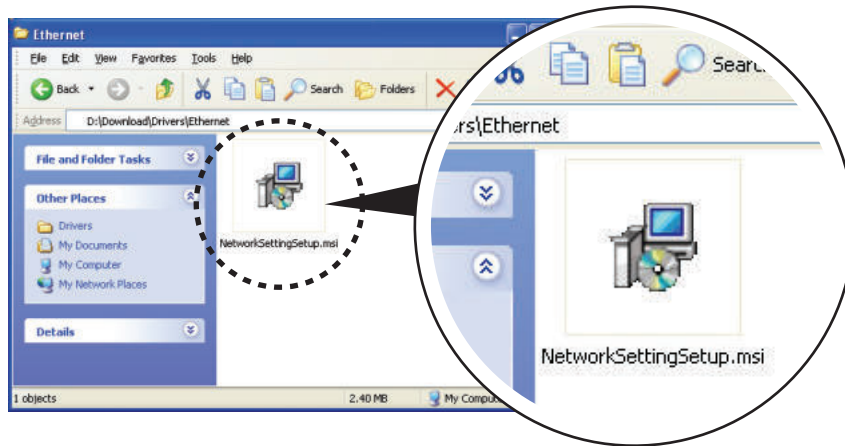 Ethernet
File Edit View Favorites Tools Help
Back Search Folders
Address D:\Download\Drivers\Ethernet
File and Folder Tasks
Other Places
Drivers
My Documents
My Computer
My Network Places
Details
NetworkSettingSetup.msi
1 objects 2.40 MB My Compu
Searc
rs\Ethernet
NetworkSettingSetup.msi